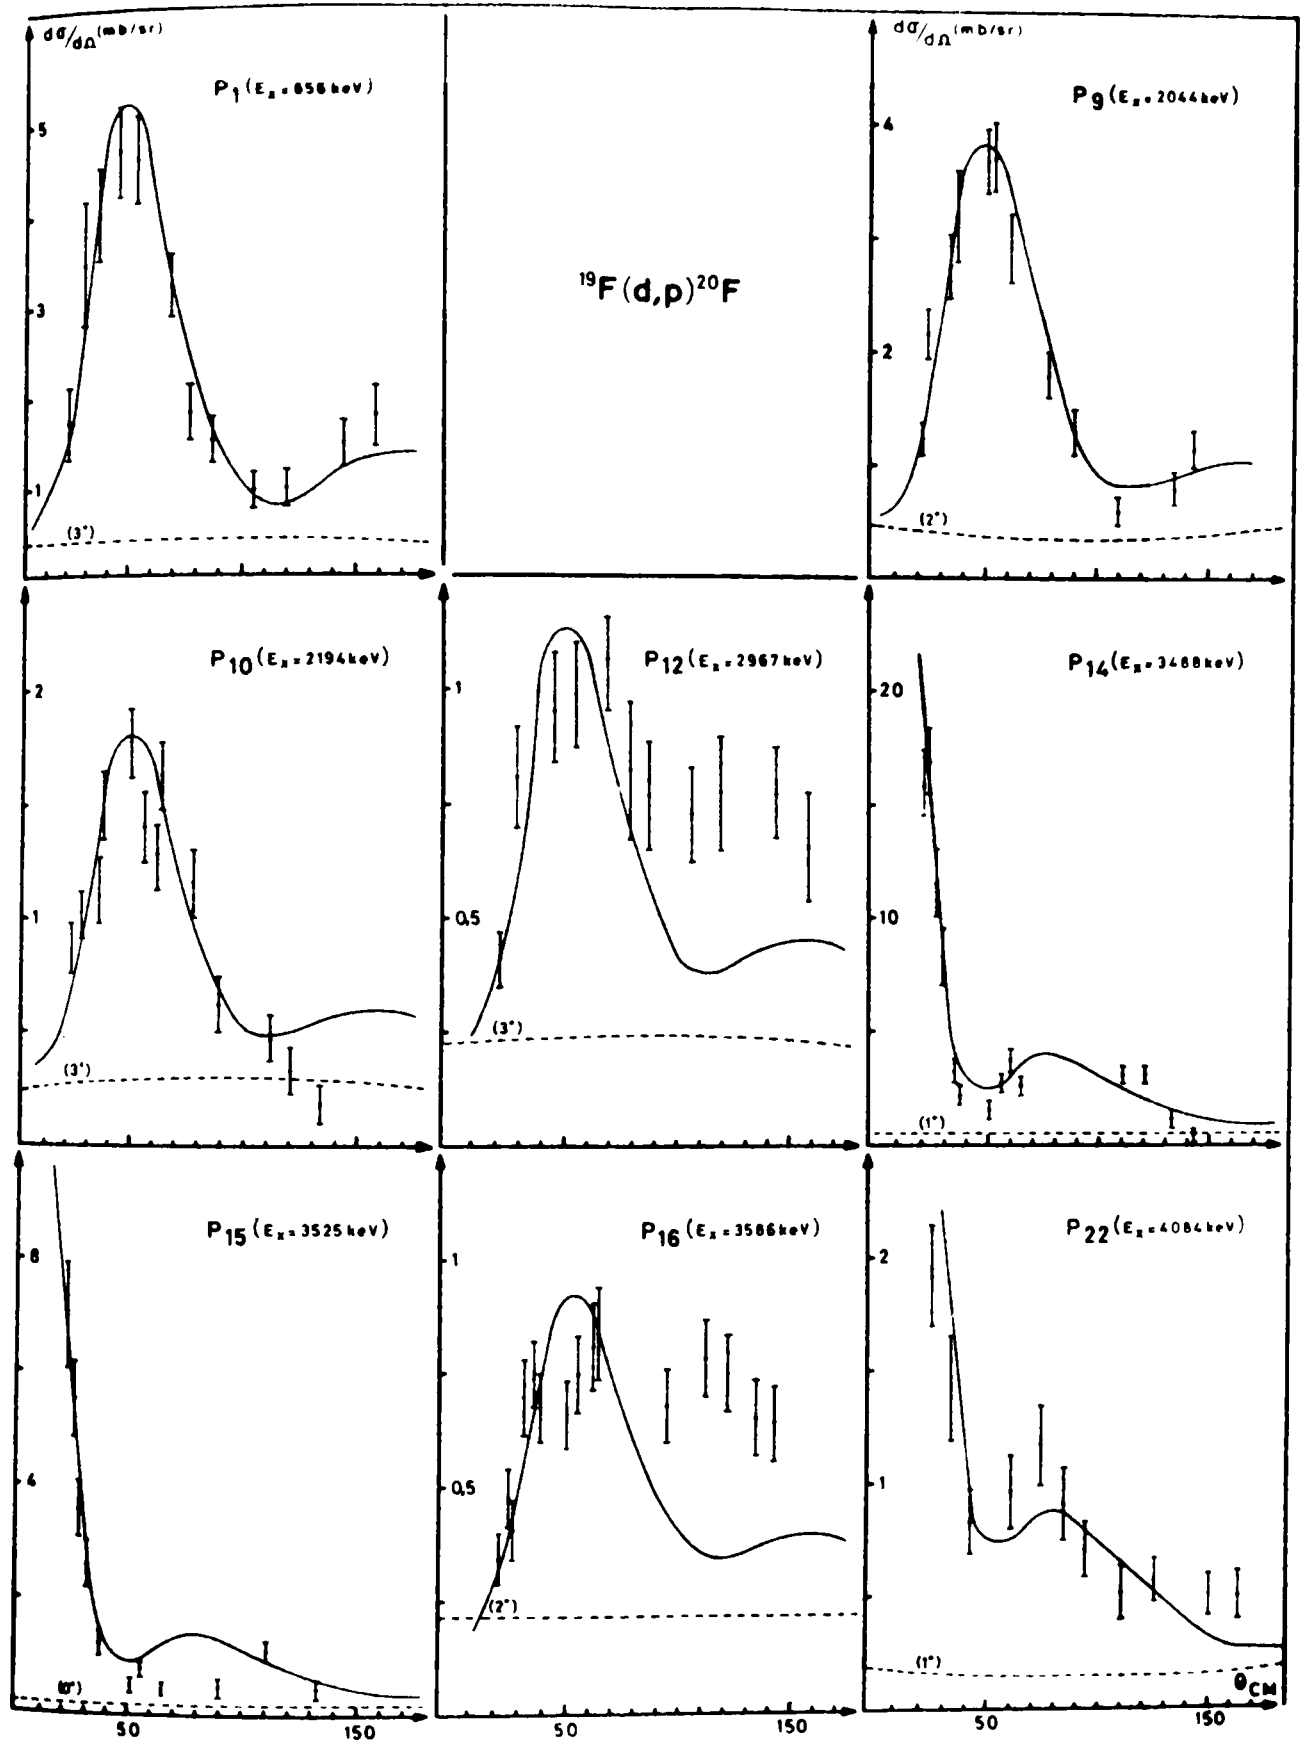 dσ/dΩ (mb/sr)
P1 (Ex = 656 keV)
5
3
1
(3⁺)
¹⁹F(d,p)²⁰F
dσ/dΩ (mb/sr)
P9 (Ex = 2044 keV)
4
2
(2⁺)
P10 (Ex = 2194 keV)
2
1
(3⁺)
P12 (Ex = 2967 keV)
1
0,5
(3⁺)
P14 (Ex = 3488 keV)
20
10
(1⁺)
P15 (Ex = 3525 keV)
8
4
(0⁺)
50
150
P16 (Ex = 3586 keV)
1
0,5
(2⁺)
50
150
P22 (Ex = 4084 keV)
2
1
(1⁺)
θCM
50
150